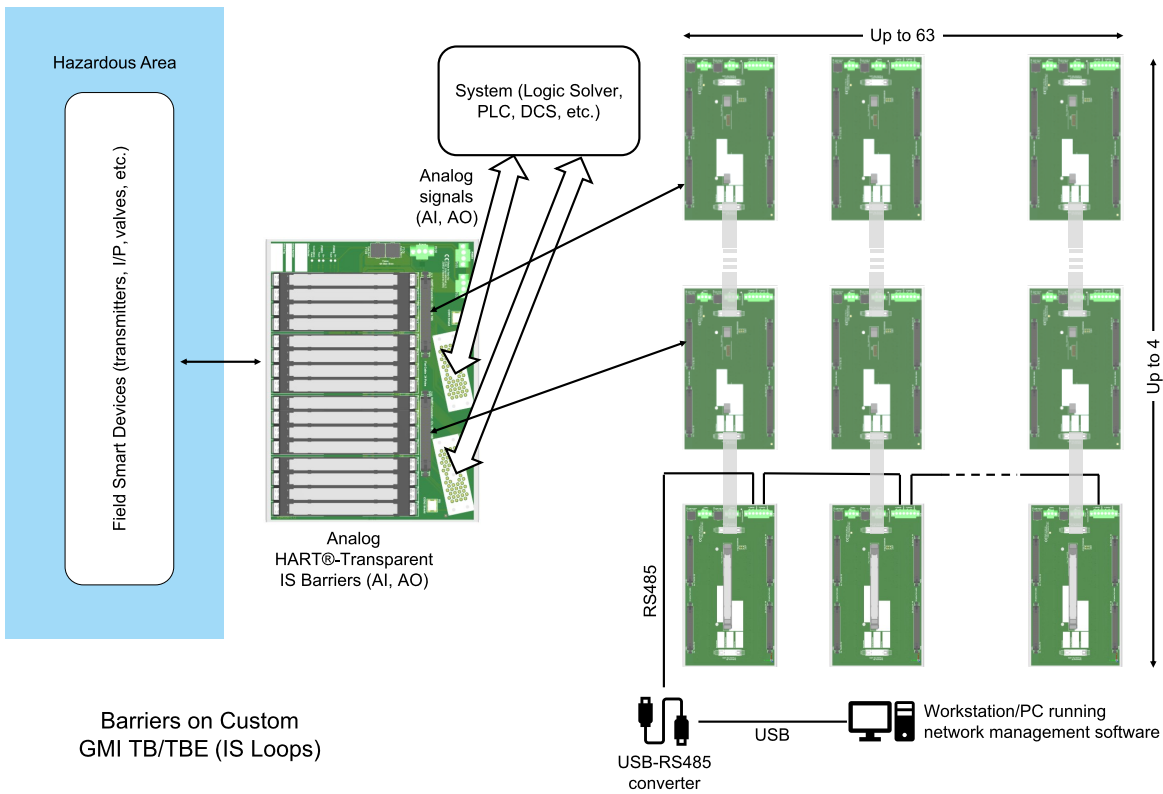 Hazardous Area
Field Smart Devices (transmitters, I/P, valves, etc.)
System (Logic Solver,
PLC, DCS, etc.)
Analog
signals
(AI, AO)
Analog
HART®-Transparent
IS Barriers (AI, AO)
Up to 63
Up to 4
RS485
USB-RS485
converter
USB
Workstation/PC running
network management software
Barriers on Custom
GMI TB/TBE (IS Loops)